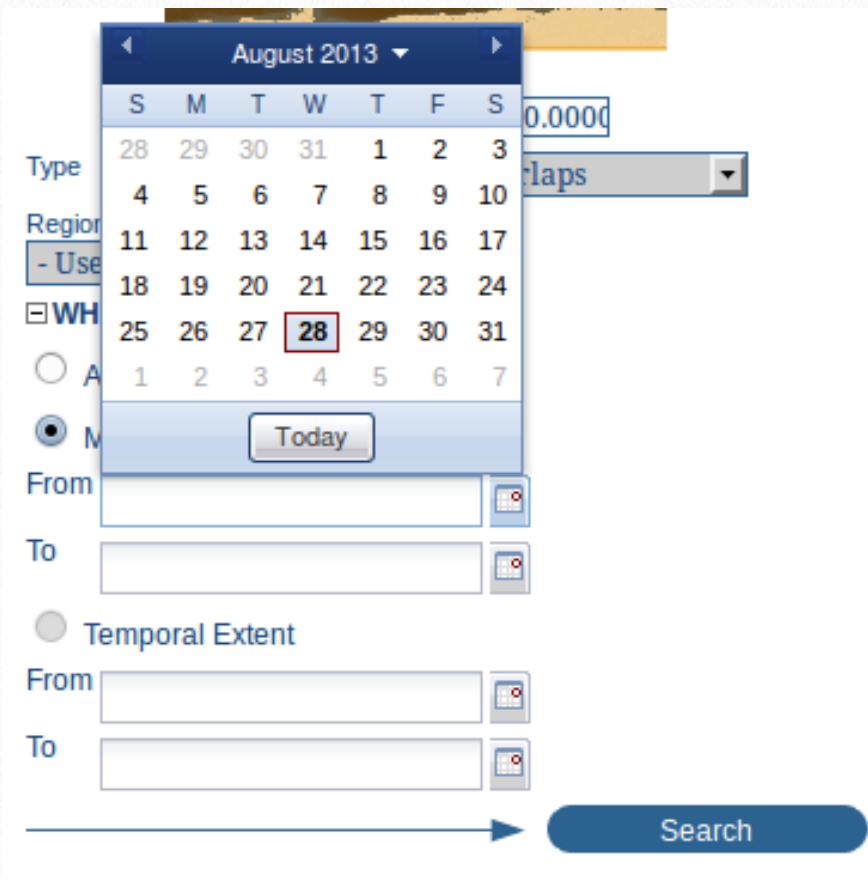 August 2013
S M T W T F S
0.0000
28 29 30 31 1 2 3
Type
rlaps
4 5 6 7 8 9 10
Region
11 12 13 14 15 16 17
- Use
18 19 20 21 22 23 24
WH
25 26 27 28 29 30 31
A
1 2 3 4 5 6 7
M
Today
From
To
Temporal Extent
From
To
Search